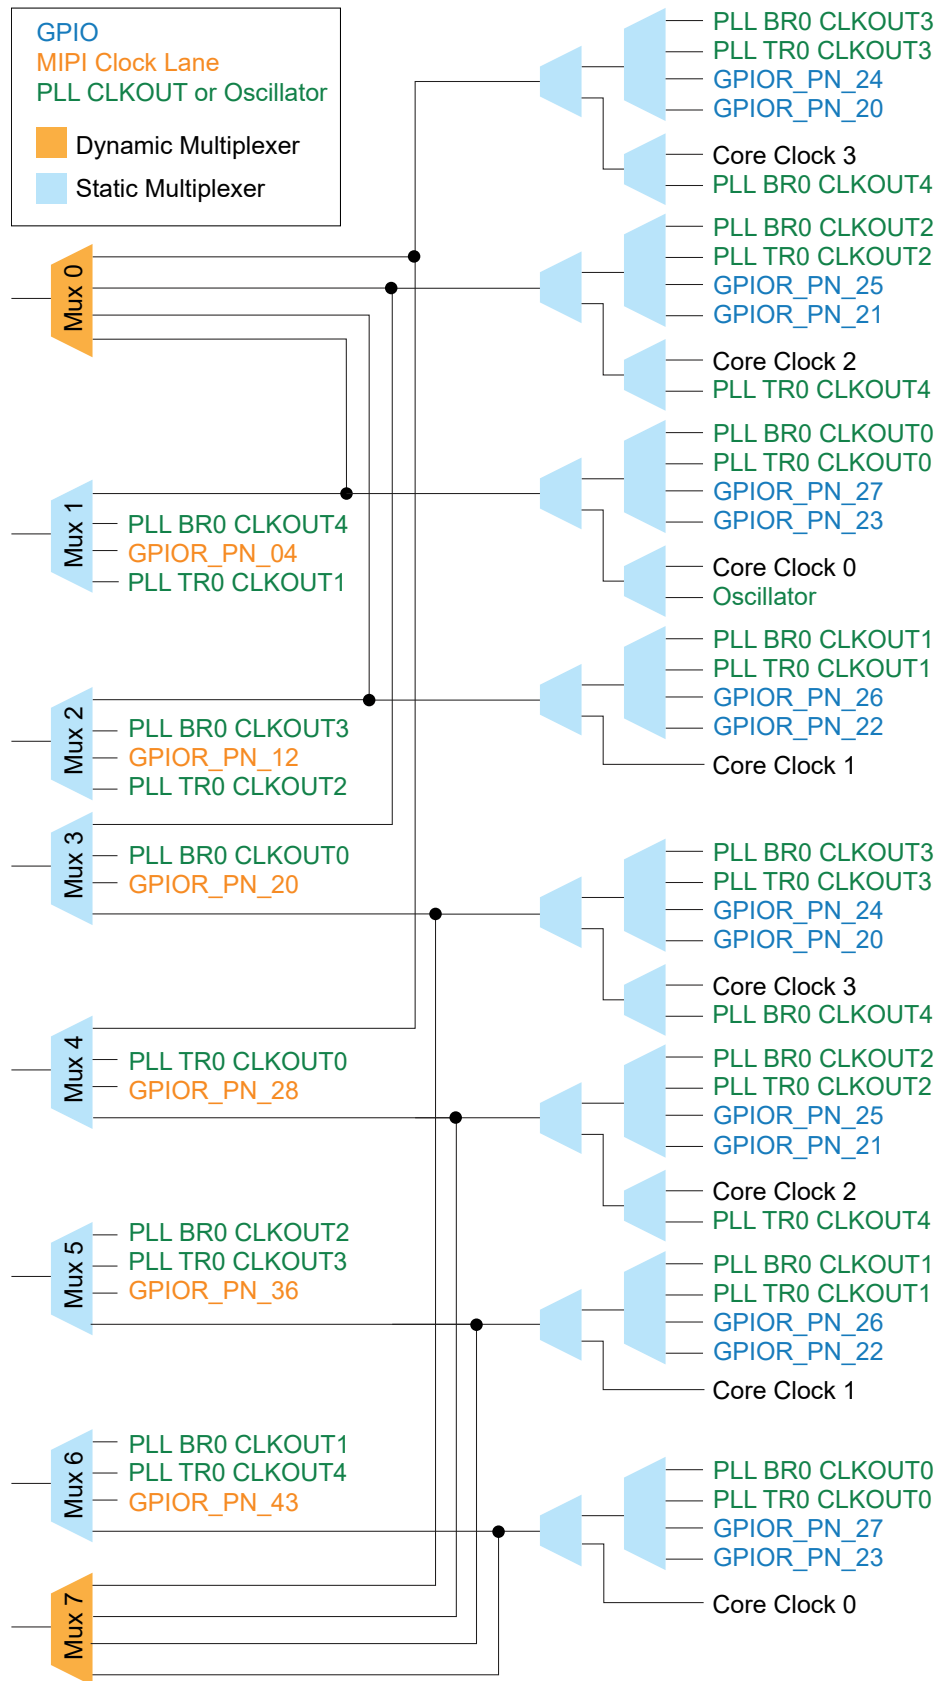 GPIO
MIPI Clock Lane
PLL CLKOUT or Oscillator
Dynamic Multiplexer
Static Multiplexer
PLL BR0 CLKOUT3
PLL TR0 CLKOUT3
GPIOR_PN_24
GPIOR_PN_20
Core Clock 3
PLL BR0 CLKOUT4
Mux 0
PLL BR0 CLKOUT2
PLL TR0 CLKOUT2
GPIOR_PN_25
GPIOR_PN_21
Core Clock 2
PLL TR0 CLKOUT4
Mux 1
PLL BR0 CLKOUT4
GPIOR_PN_04
PLL TR0 CLKOUT1
PLL BR0 CLKOUT0
PLL TR0 CLKOUT0
GPIOR_PN_27
GPIOR_PN_23
Core Clock 0
Oscillator
Mux 2
PLL BR0 CLKOUT3
GPIOR_PN_12
PLL TR0 CLKOUT2
PLL BR0 CLKOUT1
PLL TR0 CLKOUT1
GPIOR_PN_26
GPIOR_PN_22
Core Clock 1
Mux 3
PLL BR0 CLKOUT0
GPIOR_PN_20
PLL BR0 CLKOUT3
PLL TR0 CLKOUT3
GPIOR_PN_24
GPIOR_PN_20
Core Clock 3
PLL BR0 CLKOUT4
Mux 4
PLL TR0 CLKOUT0
GPIOR_PN_28
PLL BR0 CLKOUT2
PLL TR0 CLKOUT2
GPIOR_PN_25
GPIOR_PN_21
Core Clock 2
PLL TR0 CLKOUT4
Mux 5
PLL BR0 CLKOUT2
PLL TR0 CLKOUT3
GPIOR_PN_36
PLL BR0 CLKOUT1
PLL TR0 CLKOUT1
GPIOR_PN_26
GPIOR_PN_22
Core Clock 1
Mux 6
PLL BR0 CLKOUT1
PLL TR0 CLKOUT4
GPIOR_PN_43
PLL BR0 CLKOUT0
PLL TR0 CLKOUT0
GPIOR_PN_27
GPIOR_PN_23
Core Clock 0
Mux 7